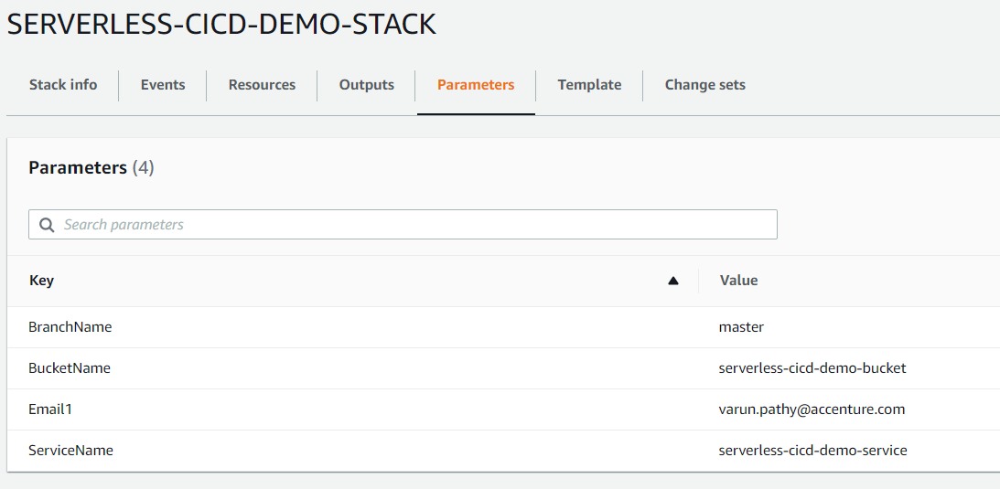 SERVERLESS-CICD-DEMO-STACK
Stack info Events Resources Outputs Parameters Template Change sets
Parameters (4)
Search parameters
Key Value
BranchName master
BucketName serverless-cicd-demo-bucket
Email1 varun.pathy@accenture.com
ServiceName serverless-cicd-demo-service